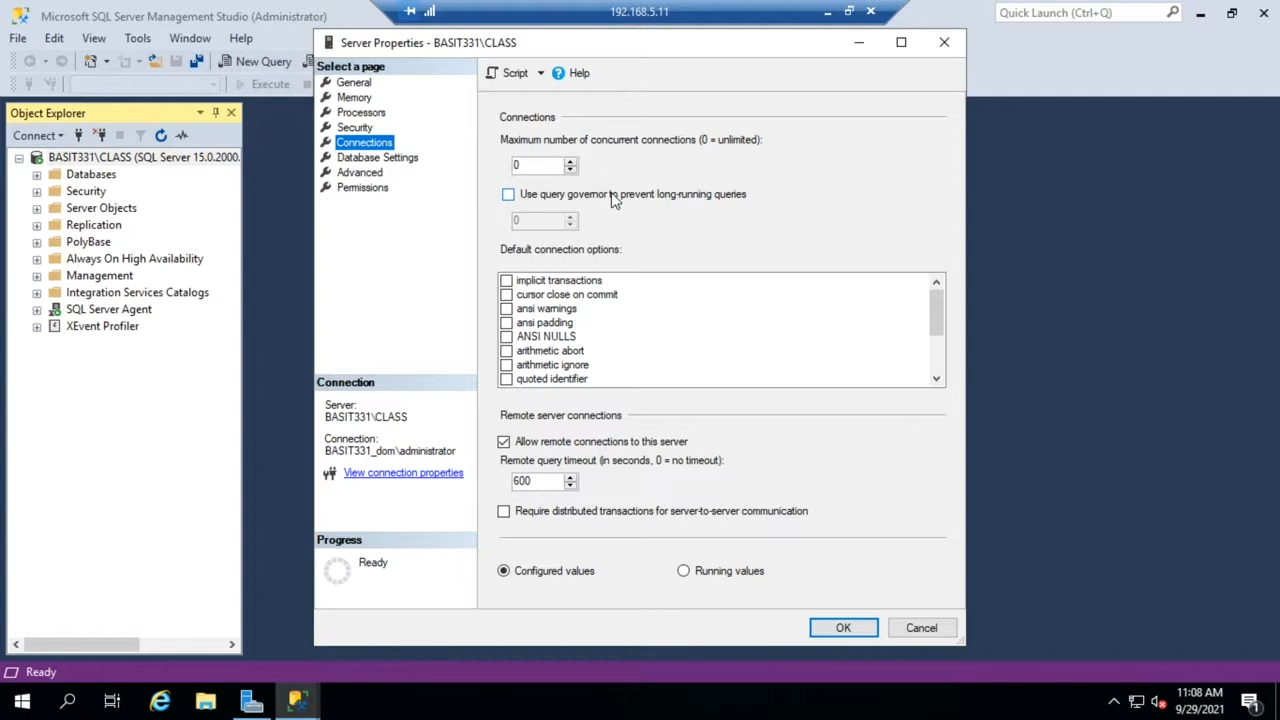 Microsoft SQL Server Management Studio (Administrator)
192.168.5.11
Quick Launch (Ctrl+Q)
File Edit View Tools Window Help
New Query
Execute
Object Explorer
Connect
BASIT331\CLASS (SQL Server 15.0.2000.
Databases
Security
Server Objects
Replication
PolyBase
Always On High Availability
Management
Integration Services Catalogs
SQL Server Agent
XEvent Profiler
Server Properties - BASIT331\CLASS
Select a page
General
Memory
Processors
Security
Connections
Database Settings
Advanced
Permissions
Connection
Server:
BASIT331\CLASS
Connection:
BASIT331_dom\administrator
View connection properties
Progress
Ready
Script Help
Connections
Maximum number of concurrent connections (0 = unlimited):
0
Use query governor to prevent long-running queries
0
Default connection options:
implicit transactions
cursor close on commit
ansi warnings
ansi padding
ANSI NULLS
arithmetic abort
arithmetic ignore
quoted identifier
Remote server connections
Allow remote connections to this server
Remote query timeout (in seconds, 0 = no timeout):
600
Require distributed transactions for server-to-server communication
Configured values Running values
OK Cancel
Ready
11:08 AM
9/29/2021
1